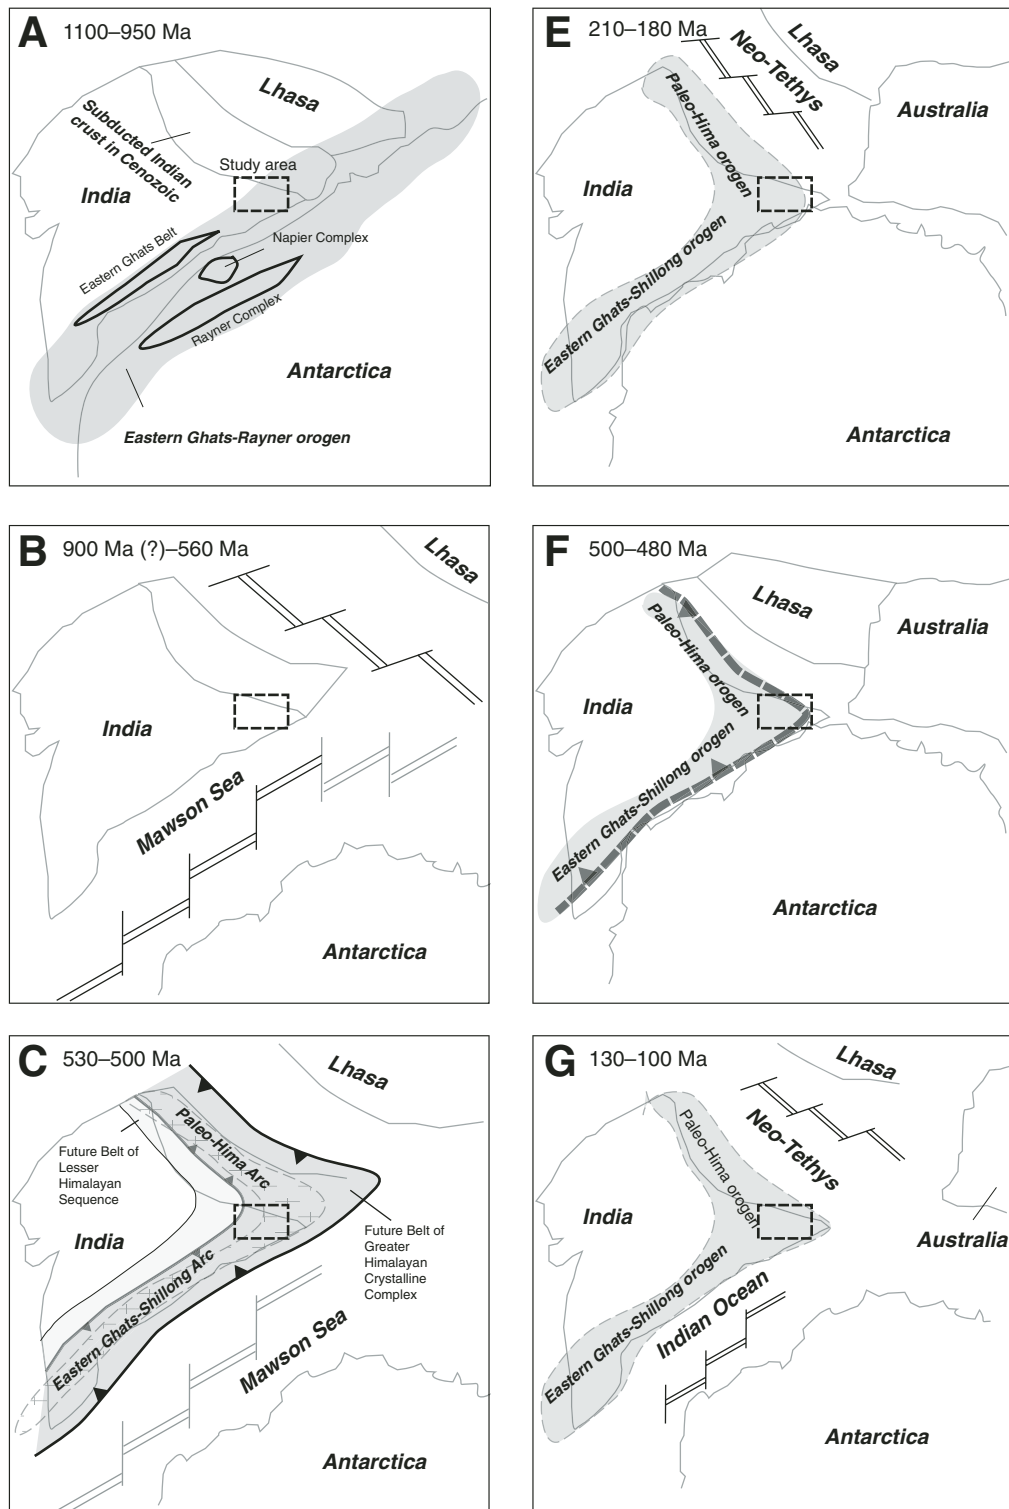 A 1100–950 Ma
Lhasa
Subducted Indian
crust in Cenozoic
Study area
India
Eastern Ghats Belt
Napier Complex
Rayner Complex
Antarctica
Eastern Ghats-Rayner orogen
B 900 Ma (?)–560 Ma
Lhasa
India
Mawson Sea
Antarctica
C 530–500 Ma
Lhasa
Paleo-Hima Arc
Future Belt of
Lesser
Himalayan
Sequence
India
Future Belt of
Greater
Himalayan
Crystalline
Complex
Eastern Ghats-Shillong Arc
Mawson Sea
Antarctica
E 210–180 Ma
Neo-Tethys
Lhasa
Australia
Paleo-Hima orogen
India
Eastern Ghats-Shillong orogen
Antarctica
F 500–480 Ma
Lhasa
Australia
Paleo-Hima orogen
India
Eastern Ghats-Shillong orogen
Antarctica
G 130–100 Ma
Lhasa
Neo-Tethys
Paleo-Hima orogen
India
Australia
Indian Ocean
Eastern Ghats-Shillong orogen
Antarctica